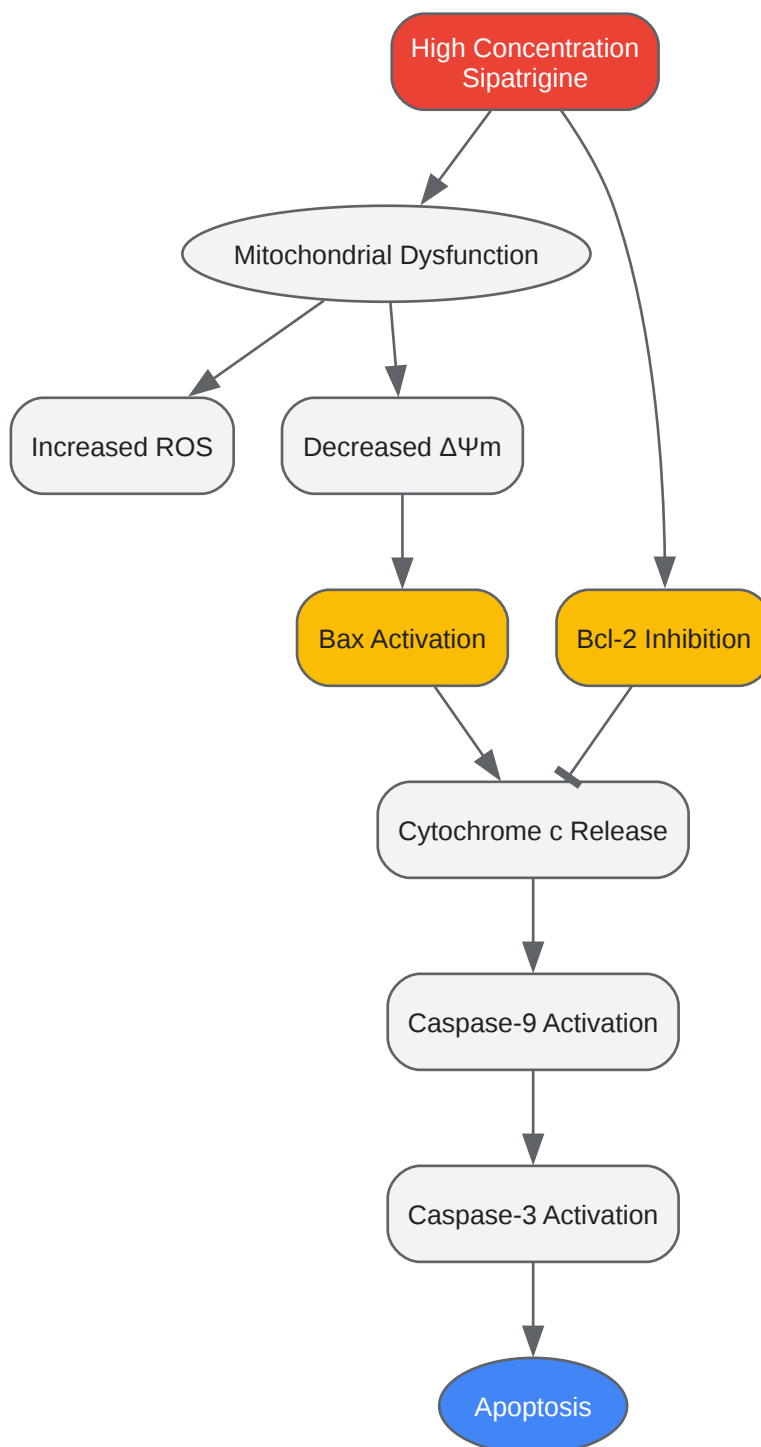 High Concentration
Sipatrigine
Mitochondrial Dysfunction
Increased ROS
Decreased ΔΨm
Bax Activation
Bcl-2 Inhibition
Cytochrome c Release
Caspase-9 Activation
Caspase-3 Activation
Apoptosis